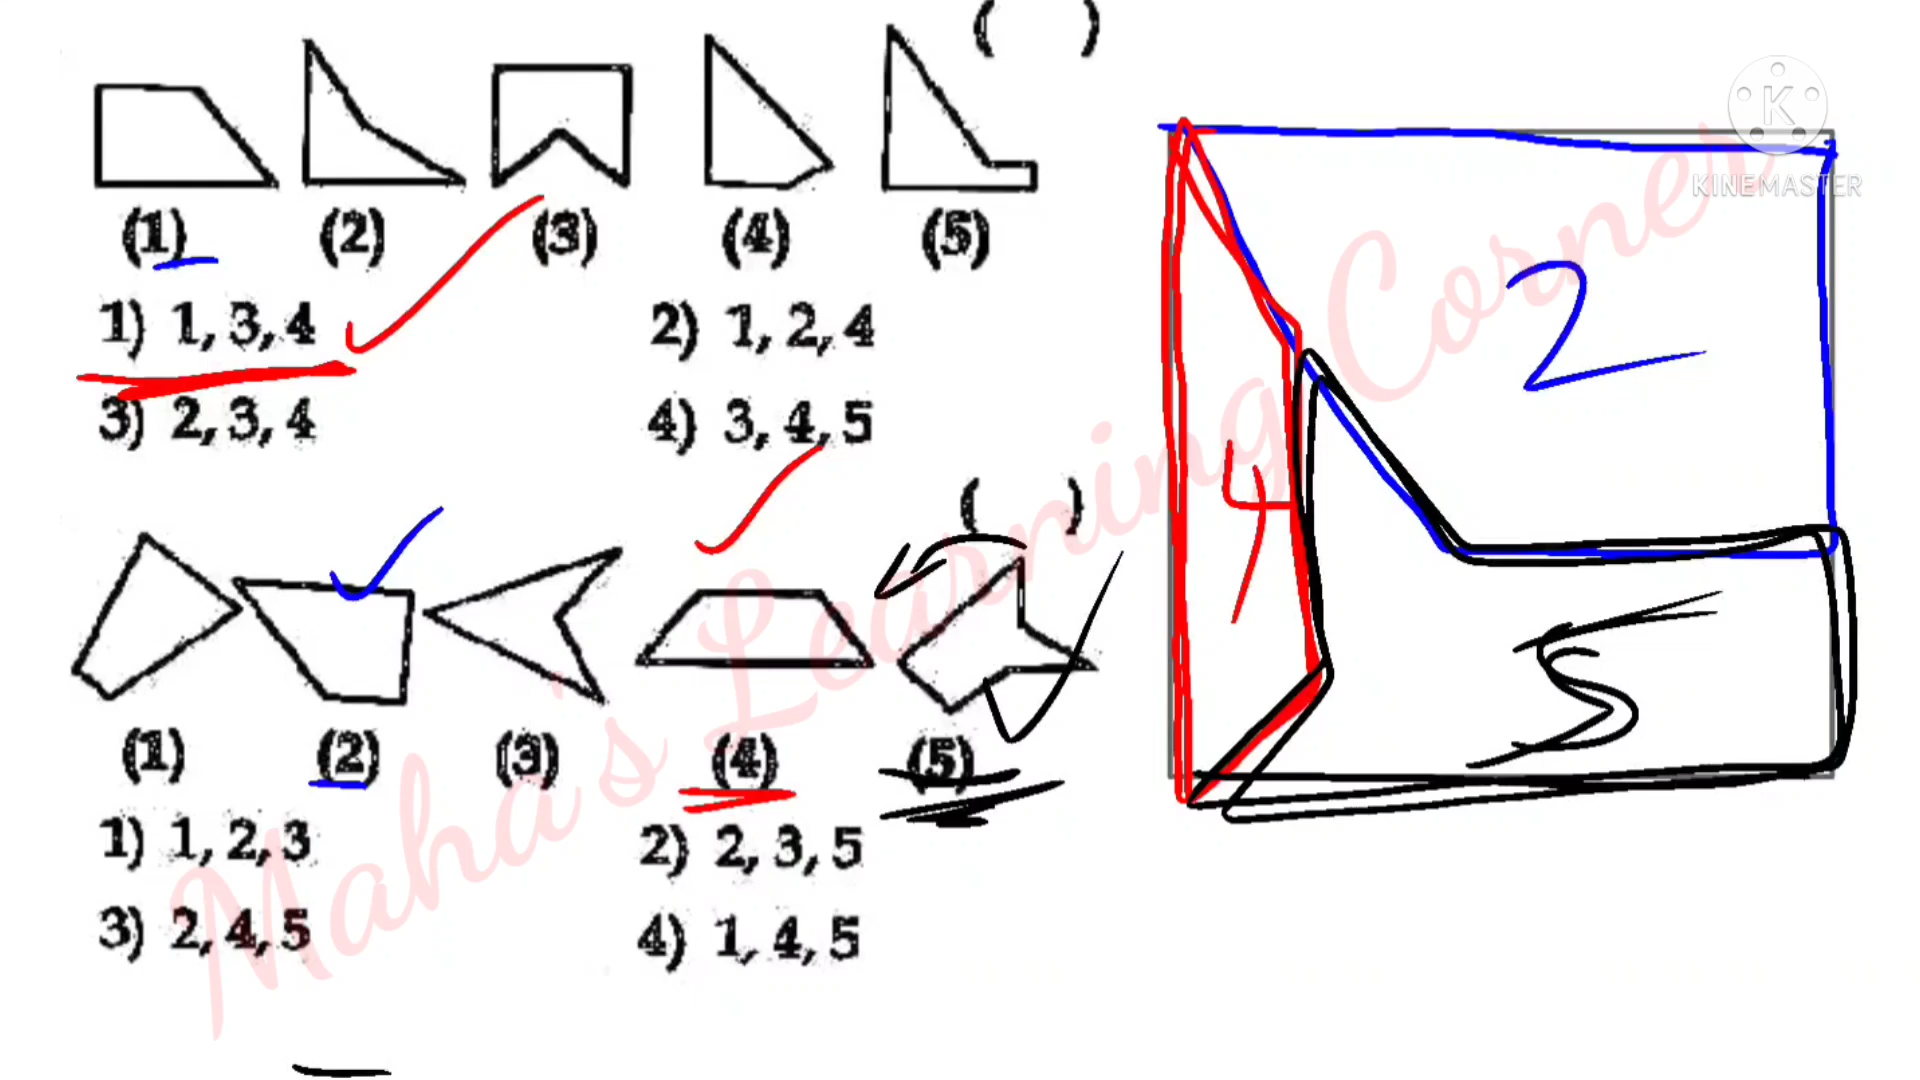 ( )
(1) (2) (3) (4) (5)
1) 1, 3, 4 2) 1, 2, 4
3) 2, 3, 4 4) 3, 4, 5
( )
(1) (2) (3) (4) (5)
1) 1, 2, 3 2) 2, 3, 5
3) 2, 4, 5 4) 1, 4, 5
K
KINEMASTER
2
4
5
Maha's Learning Corner